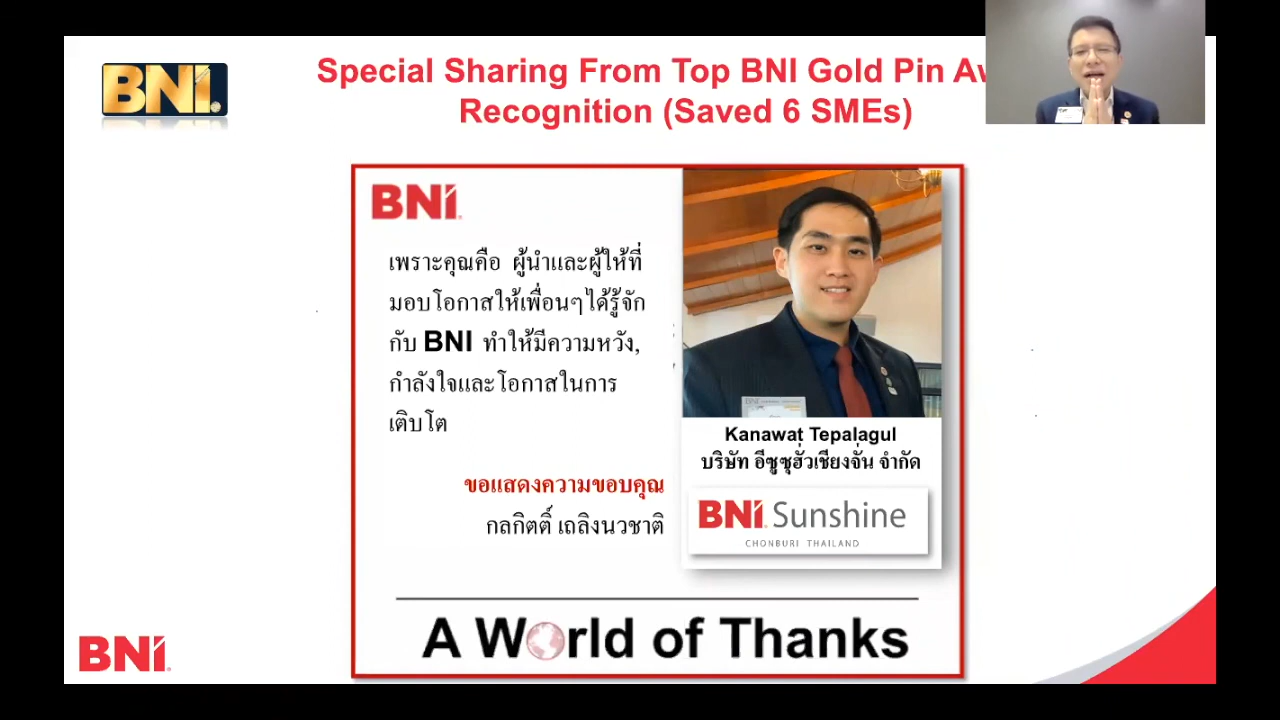 BNI
Special Sharing From Top BNI Gold Pin
Recognition (Saved 6 SMEs)
BNI
เพราะคุณคือ ผู้นำและผู้ให้ที่
มอบโอกาสให้เพื่อนๆได้รู้จัก
กับ BNI ทำให้มีความหวัง,
กำลังใจและโอกาสในการ
เติบโต
ขอแสดงความขอบคุณ
กลกิตติ์ เถลิงนวชาติ
Kanawat Tepalagul
บริษัท อีซูซุฮั่วเชียงจั่น จำกัด
BNI Sunshine
CHONBURI THAILAND
A World of Thanks
BNI